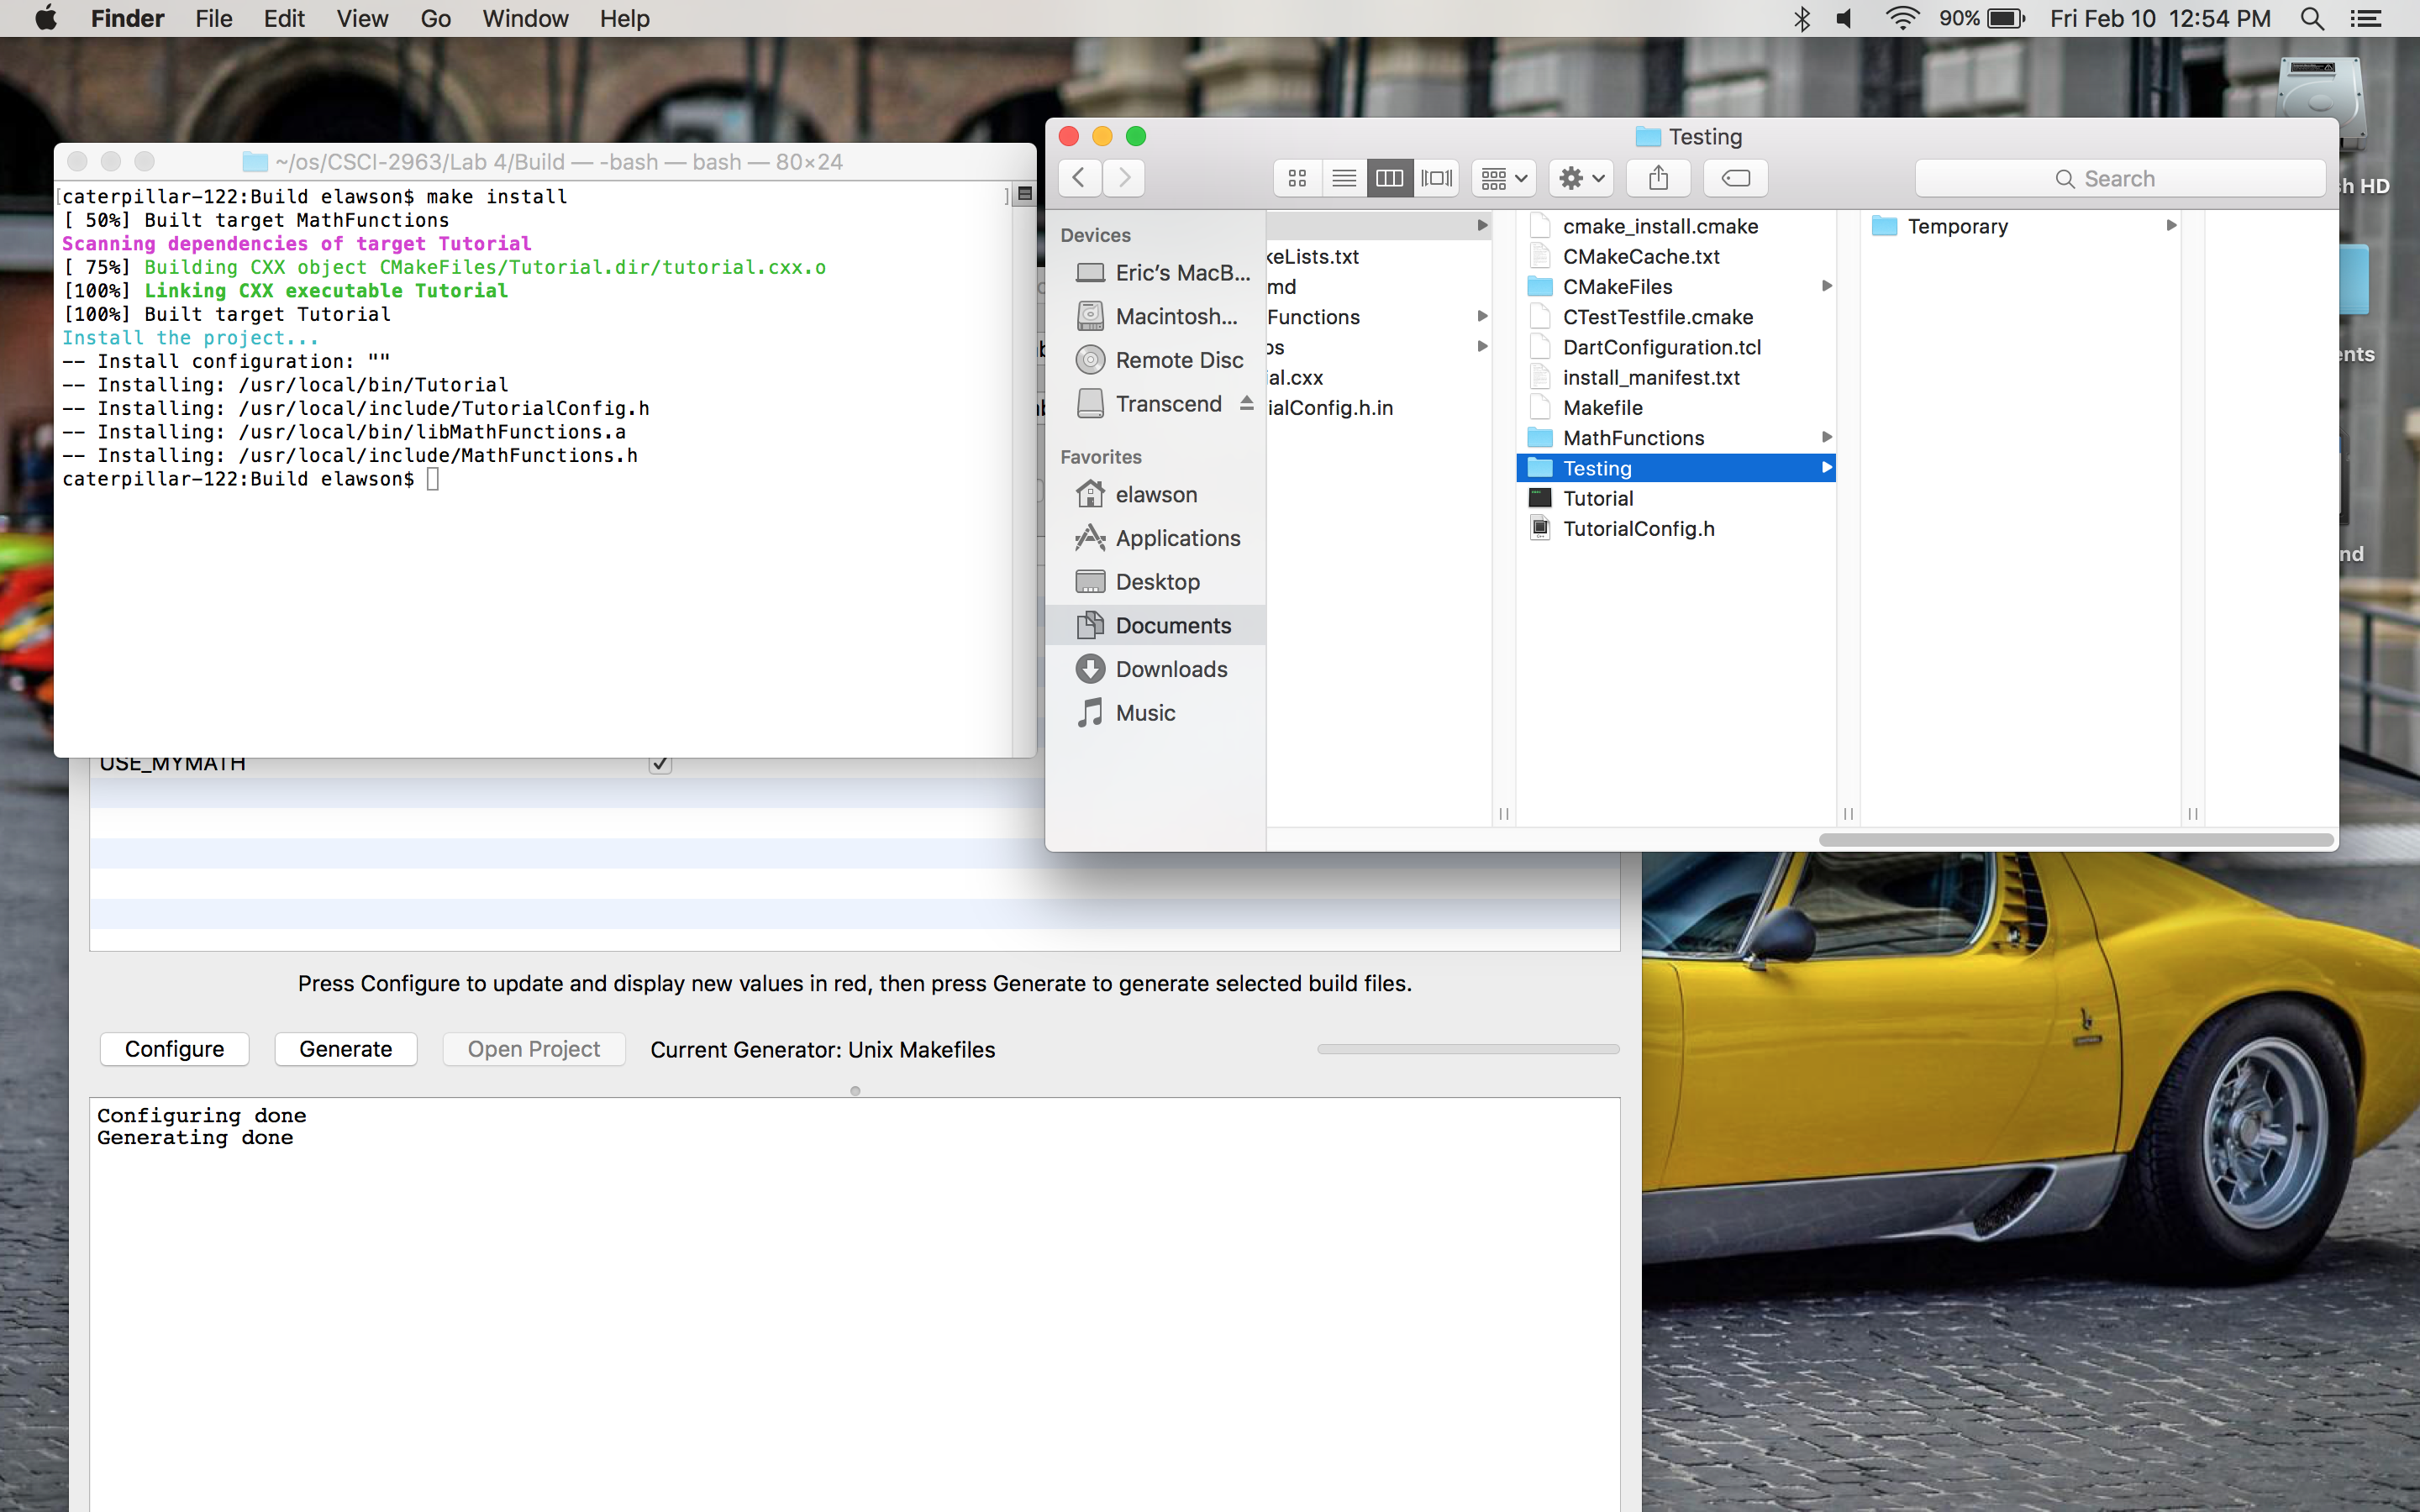 Finder File Edit View Go Window Help
90% Fri Feb 10 12:54 PM
~/os/CSCI-2963/Lab 4/Build — -bash — bash — 80×24
[caterpillar-122:Build elawson$ make install ]
[ 50%] Built target MathFunctions
Scanning dependencies of target Tutorial
[ 75%] Building CXX object CMakeFiles/Tutorial.dir/tutorial.cxx.o
[100%] Linking CXX executable Tutorial
[100%] Built target Tutorial
Install the project...
-- Install configuration: ""
-- Installing: /usr/local/bin/Tutorial
-- Installing: /usr/local/include/TutorialConfig.h
-- Installing: /usr/local/bin/libMathFunctions.a
-- Installing: /usr/local/include/MathFunctions.h
caterpillar-122:Build elawson$
Testing
Search
Devices
Eric's MacB...
Macintosh...
Remote Disc
Transcend
Favorites
elawson
Applications
Desktop
Documents
Downloads
Music
keLists.txt
md
Functions
os
ial.cxx
ialConfig.h.in
cmake_install.cmake
CMakeCache.txt
CMakeFiles
CTestTestfile.cmake
DartConfiguration.tcl
install_manifest.txt
Makefile
MathFunctions
Testing
Tutorial
TutorialConfig.h
Temporary
sh HD
ents
nd
USE_MYMATH
Press Configure to update and display new values in red, then press Generate to generate selected build files.
Configure Generate Open Project Current Generator: Unix Makefiles
Configuring done
Generating done